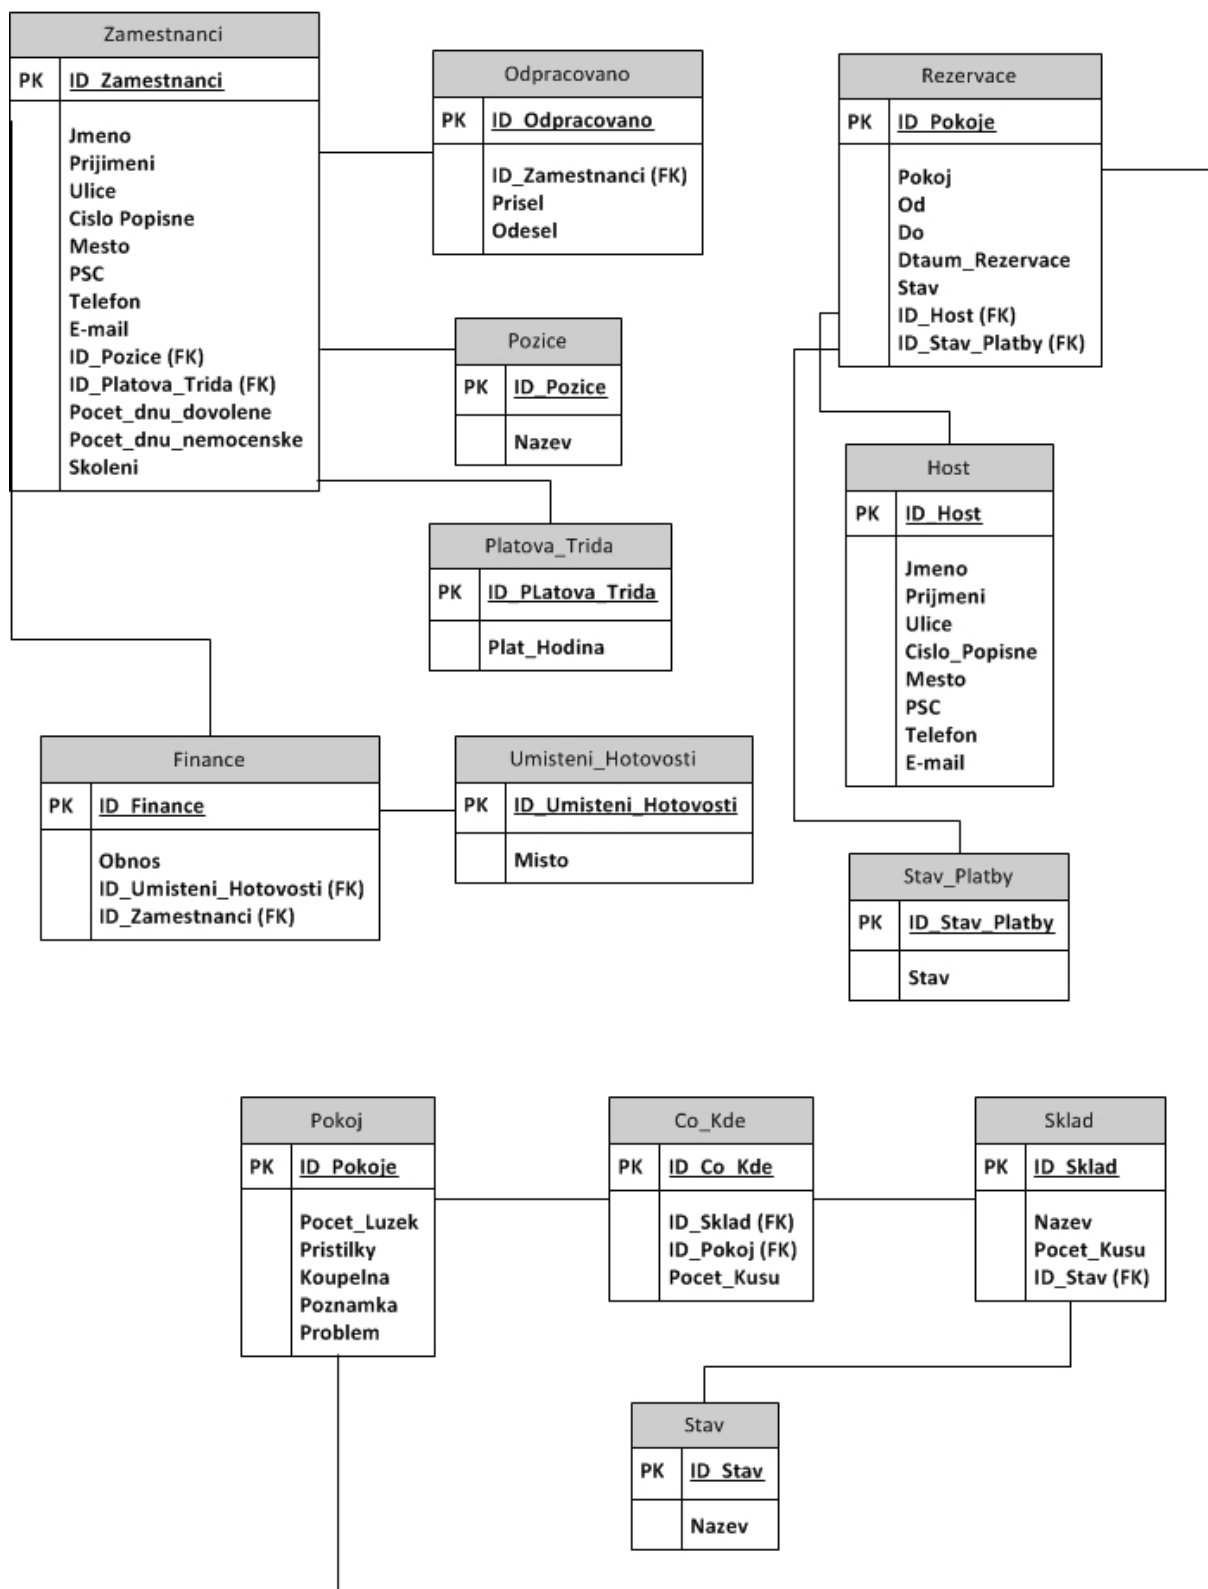 Zamestnanci
PK ID_Zamestnanci
Jmeno
Prijimeni
Ulice
Cislo Popisne
Mesto
PSC
Telefon
E-mail
ID_Pozice (FK)
ID_Platova_Trida (FK)
Pocet_dnu_dovolene
Pocet_dnu_nemocenske
Skoleni
Odpracovano
PK ID_Odpracovano
ID_Zamestnanci (FK)
Prisel
Odesel
Pozice
PK ID_Pozice
Nazev
Platova_Trida
PK ID_PLatova_Trida
Plat_Hodina
Rezervace
PK ID_Pokoje
Pokoj
Od
Do
Dtaum_Rezervace
Stav
ID_Host (FK)
ID_Stav_Platby (FK)
Host
PK ID_Host
Jmeno
Prijmeni
Ulice
Cislo_Popisne
Mesto
PSC
Telefon
E-mail
Finance
PK ID_Finance
Obnos
ID_Umisteni_Hotovosti (FK)
ID_Zamestnanci (FK)
Umisteni_Hotovosti
PK ID_Umisteni_Hotovosti
Misto
Stav_Platby
PK ID_Stav_Platby
Stav
Pokoj
PK ID_Pokoje
Pocet_Luzek
Pristilky
Koupelna
Poznamka
Problem
Co_Kde
PK ID_Co_Kde
ID_Sklad (FK)
ID_Pokoj (FK)
Pocet_Kusu
Sklad
PK ID_Sklad
Nazev
Pocet_Kusu
ID_Stav (FK)
Stav
PK ID_Stav
Nazev